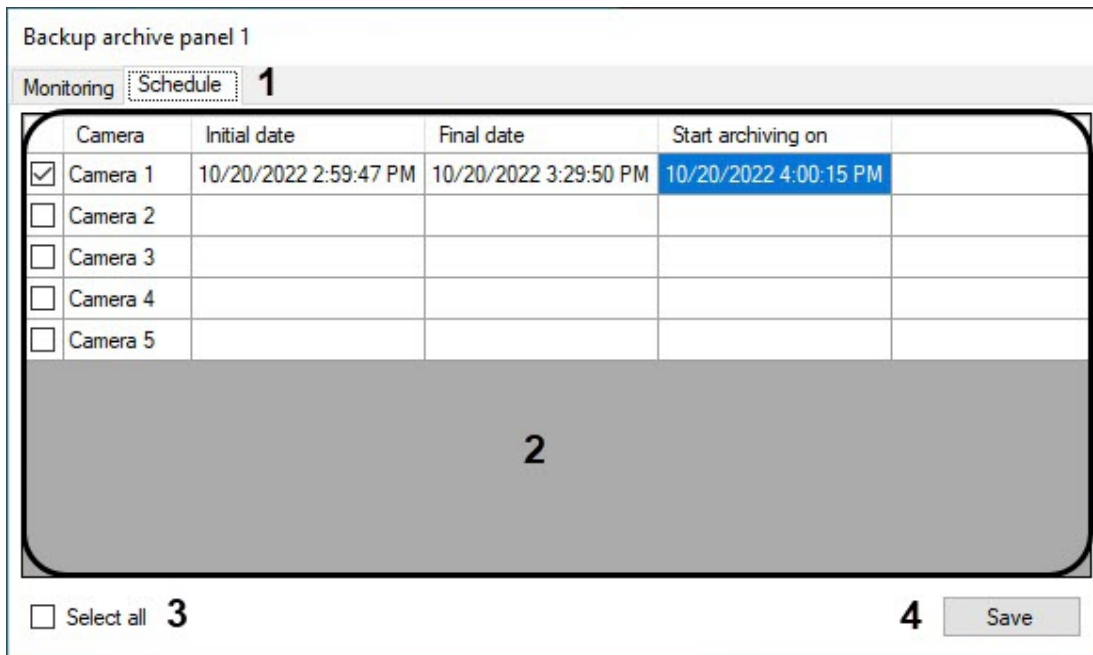 Backup archive panel 1
Monitoring Schedule 1
Camera Initial date Final date Start archiving on
Camera 1 10/20/2022 2:59:47 PM 10/20/2022 3:29:50 PM 10/20/2022 4:00:15 PM
Camera 2
Camera 3
Camera 4
Camera 5
2
Select all 3 4 Save